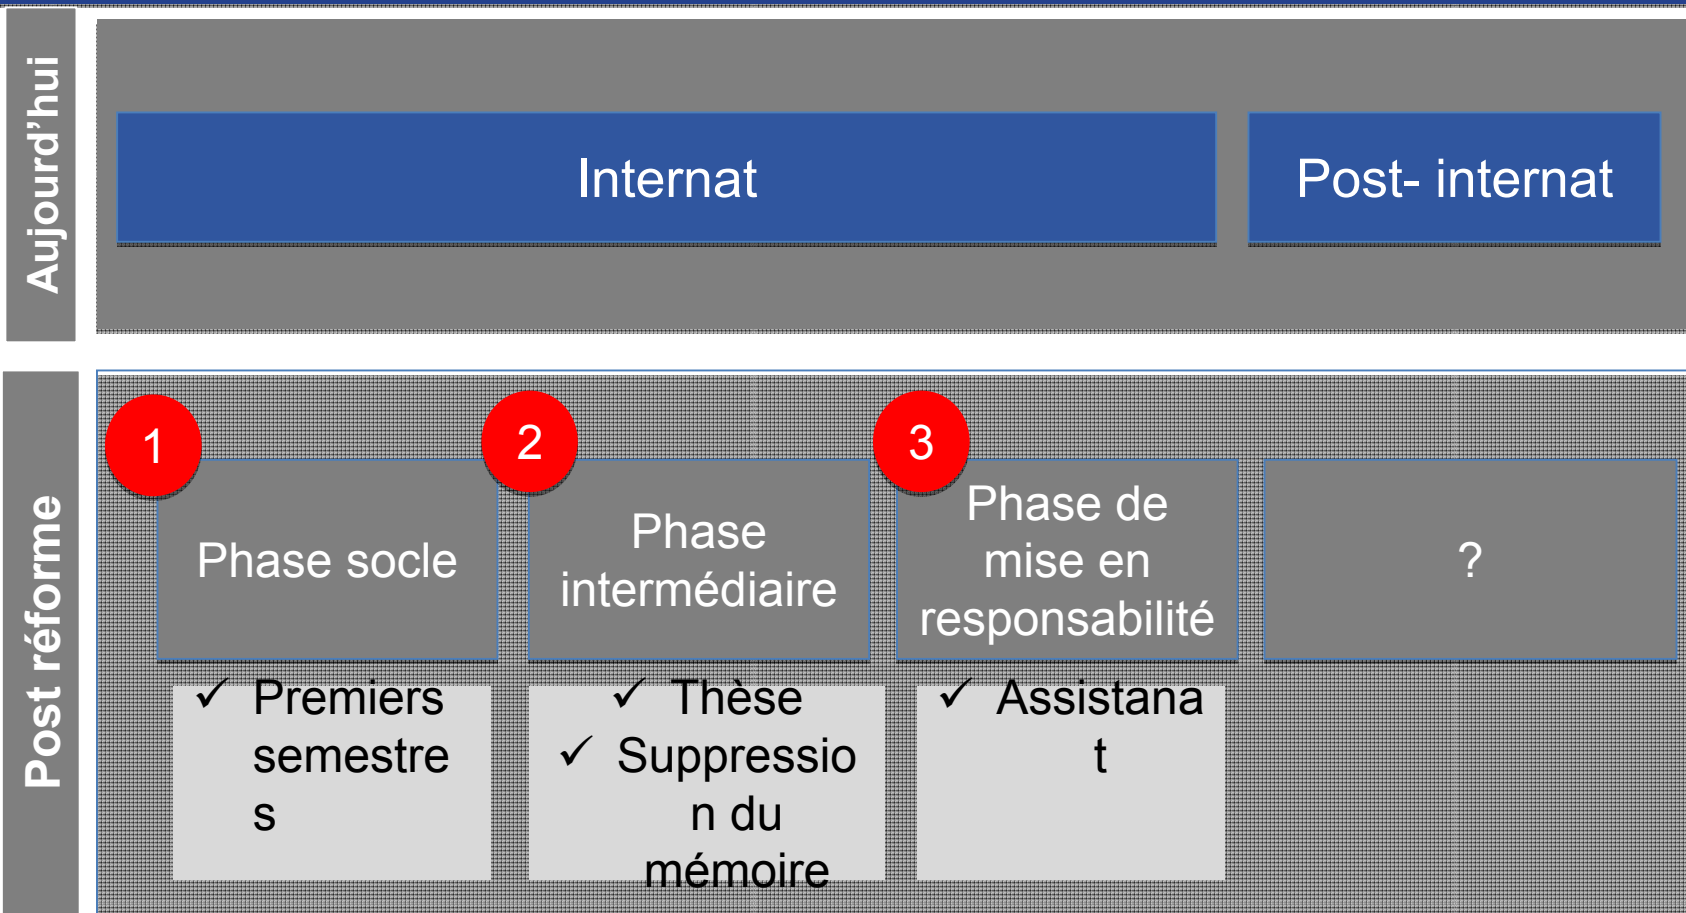 Aujourd’hui
Internat
Post- internat
Post réforme
1
Phase socle
✓ Premiers
semestre
s
2
Phase
intermédiaire
✓ Thèse
✓ Suppressio
n du
mémoire
3
Phase de
mise en
responsabilité
✓ Assistana
t
?